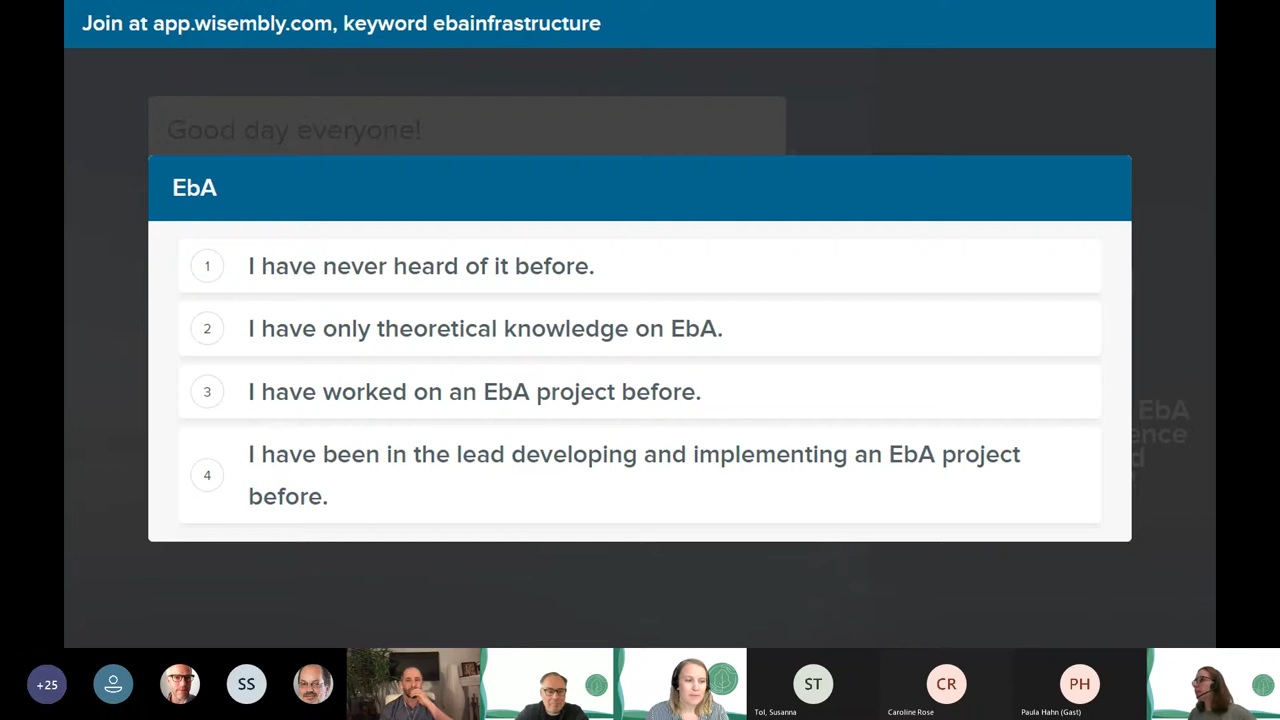 Join at app.wisembly.com, keyword ebainfrastructure
Good day everyone!
EbA
1 I have never heard of it before.
2 I have only theoretical knowledge on EbA.
3 I have worked on an EbA project before.
4 I have been in the lead developing and implementing an EbA project
before.
EbA
+25
SS
ST
Tol, Susanna
CR
Caroline Rose
PH
Paula Hahn (Gast)